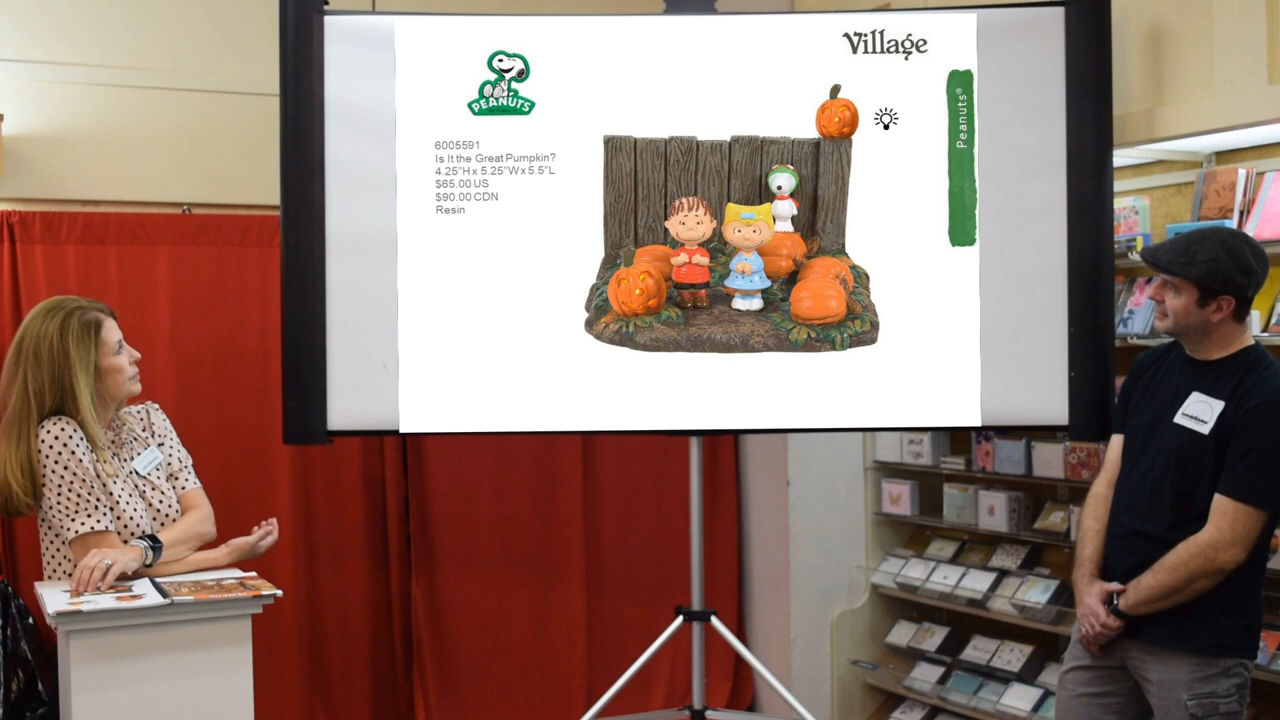 Village
PEANUTS
Peanuts®
6005591
Is It the Great Pumpkin?
4.25"H x 5.25"W x 5.5"L
$65.00 US
$90.00 CDN
Resin